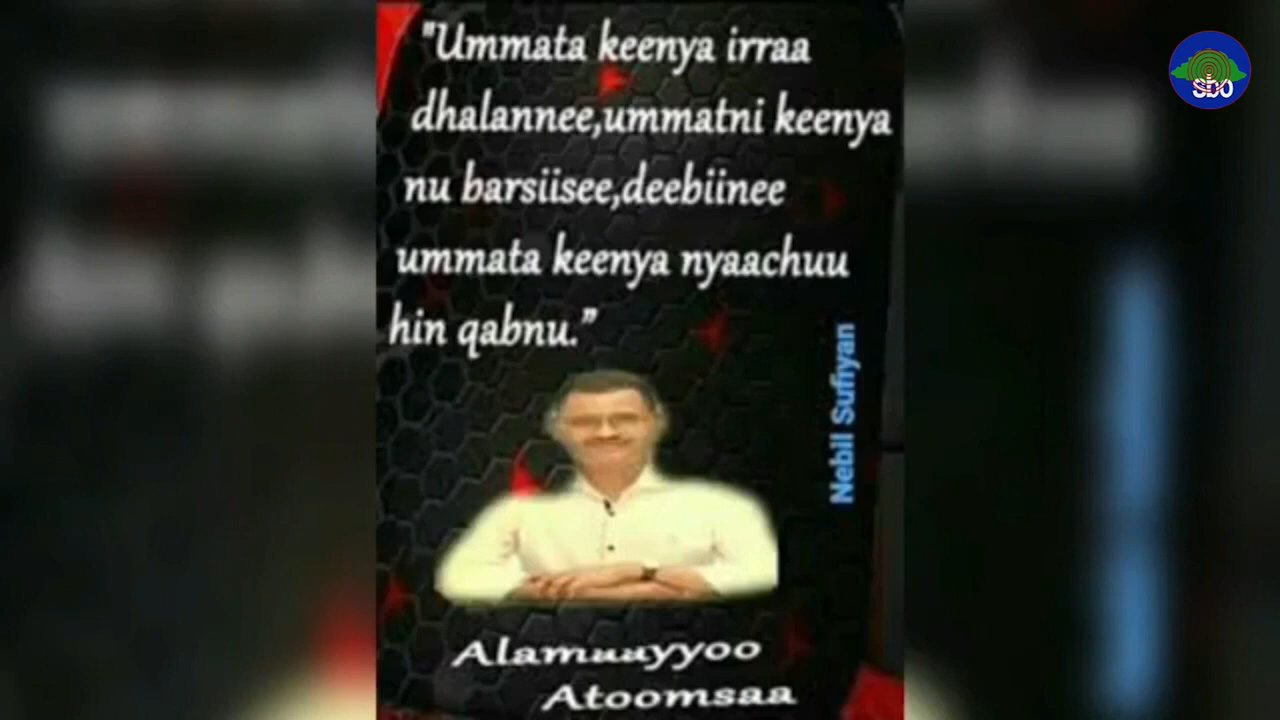 "Ummata keenya irraa
dhalannee,ummatni keenya
nu barsiisee,deebiinee
ummata keenya nyaachuu
hin qabnu."
Nebil Sufiyan
Alamuuyyoo
Atoomsaa
SBO